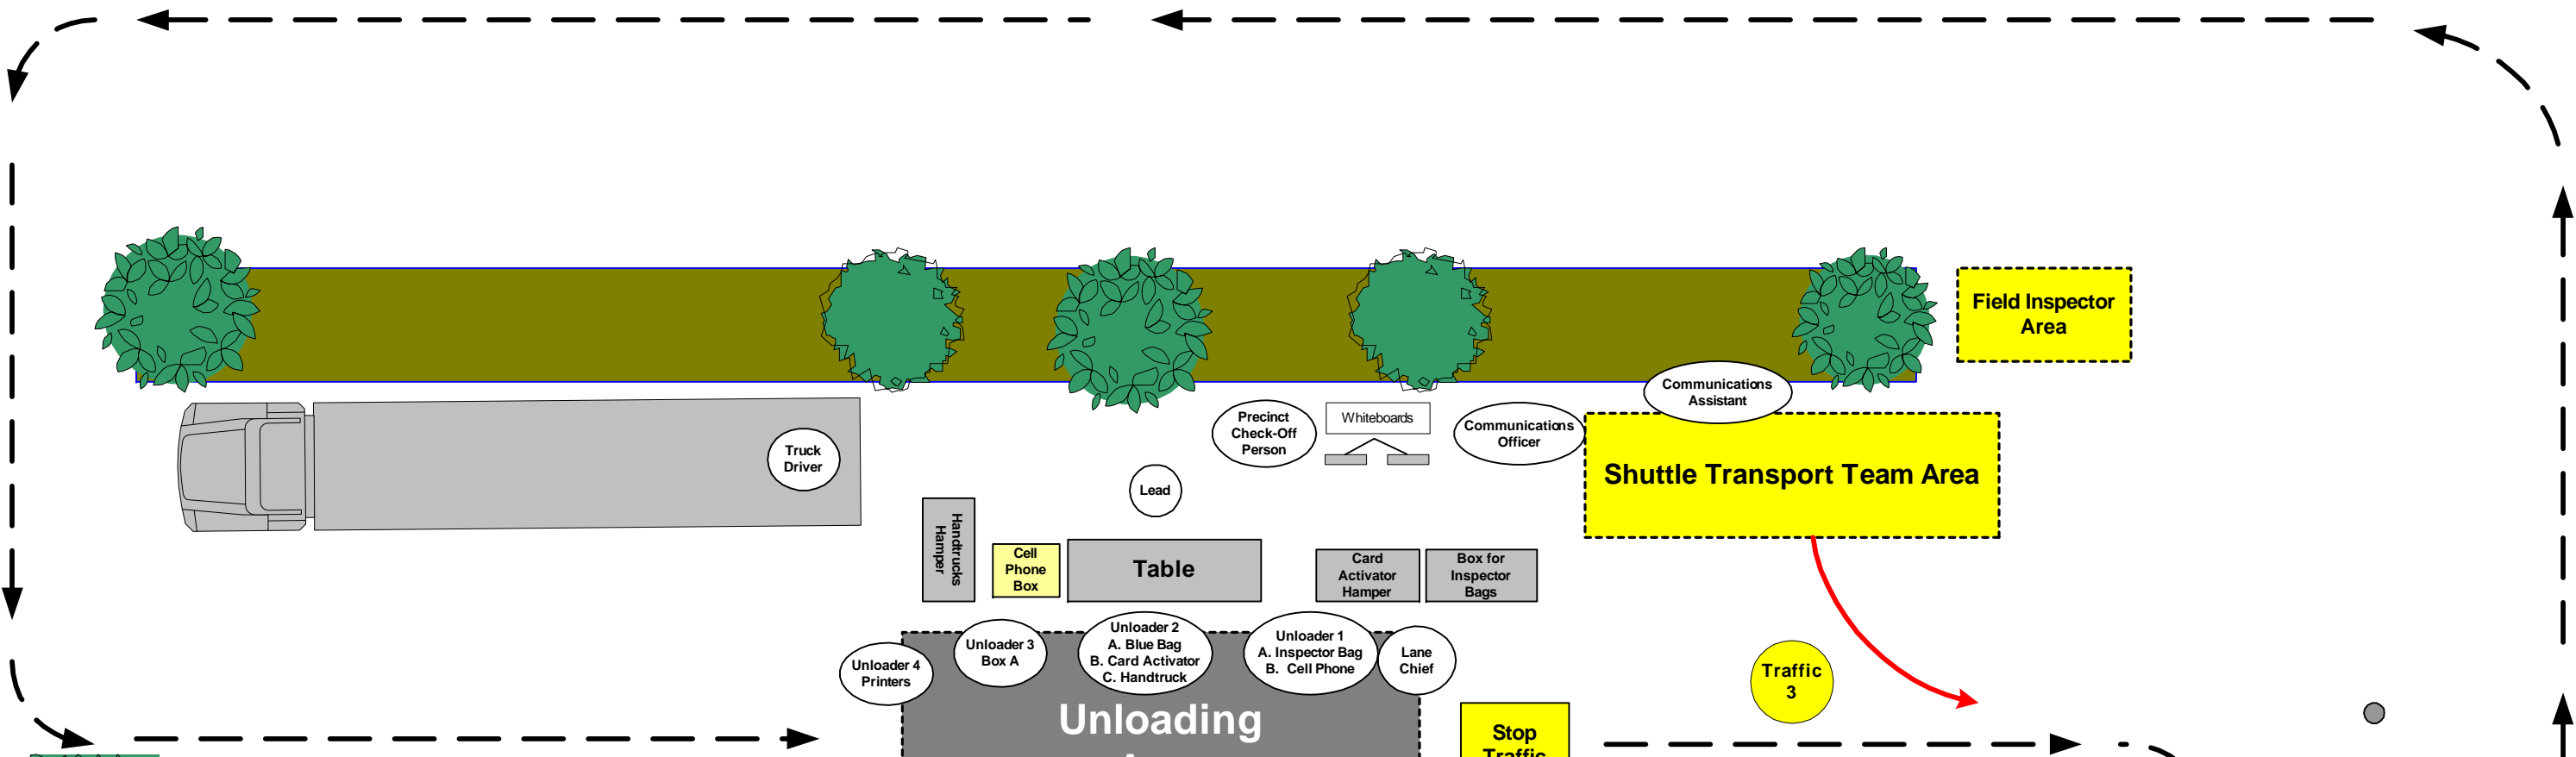 Field Inspector
Area
Communications
Assistant
Precinct
Check-Off
Person
Whiteboards
Communications
Officer
Truck
Driver
Shuttle Transport Team Area
Lead
Handtrucks
Hamper
Cell
Phone
Box
Table
Card
Activator
Hamper
Box for
Inspector
Bags
Unloader 4
Printers
Unloader 3
Box A
Unloader 2
A. Blue Bag
B. Card Activator
C. Handtruck
Unloader 1
A. Inspector Bag
B. Cell Phone
Lane
Chief
Traffic
3
Unloading
Stop
Traffic